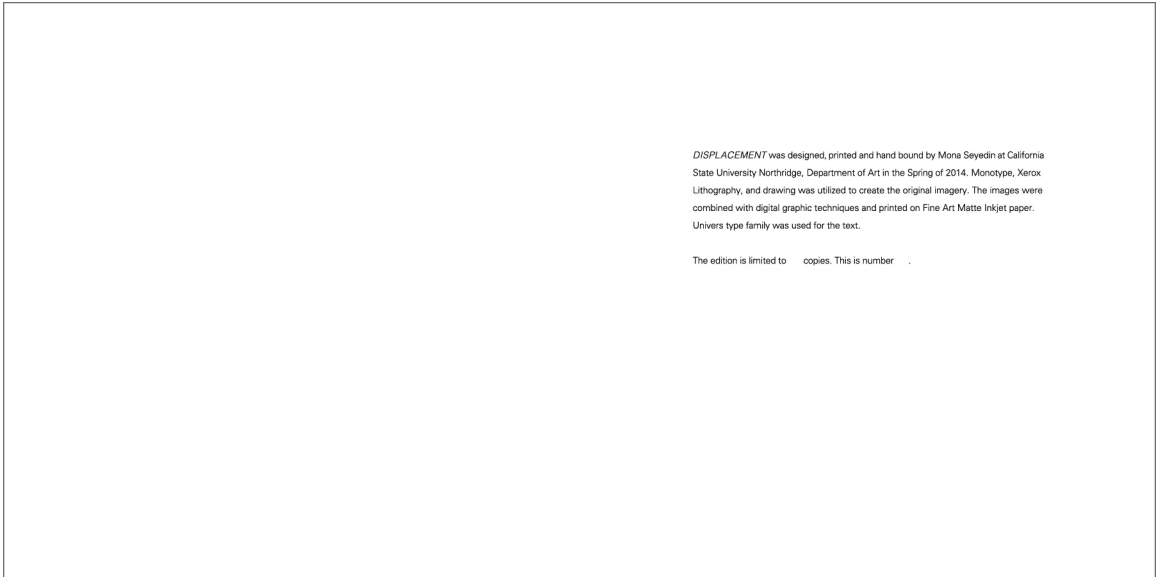 DISPLACEMENT was designed, printed and hand bound by Mona Seyedin at California
State University Northridge, Department of Art in the Spring of 2014. Monotype, Xerox
Lithography, and drawing was utilized to create the original imagery. The images were
combined with digital graphic techniques and printed on Fine Art Matte Inkjet paper.
Univers type family was used for the text.
The edition is limited to copies. This is number .